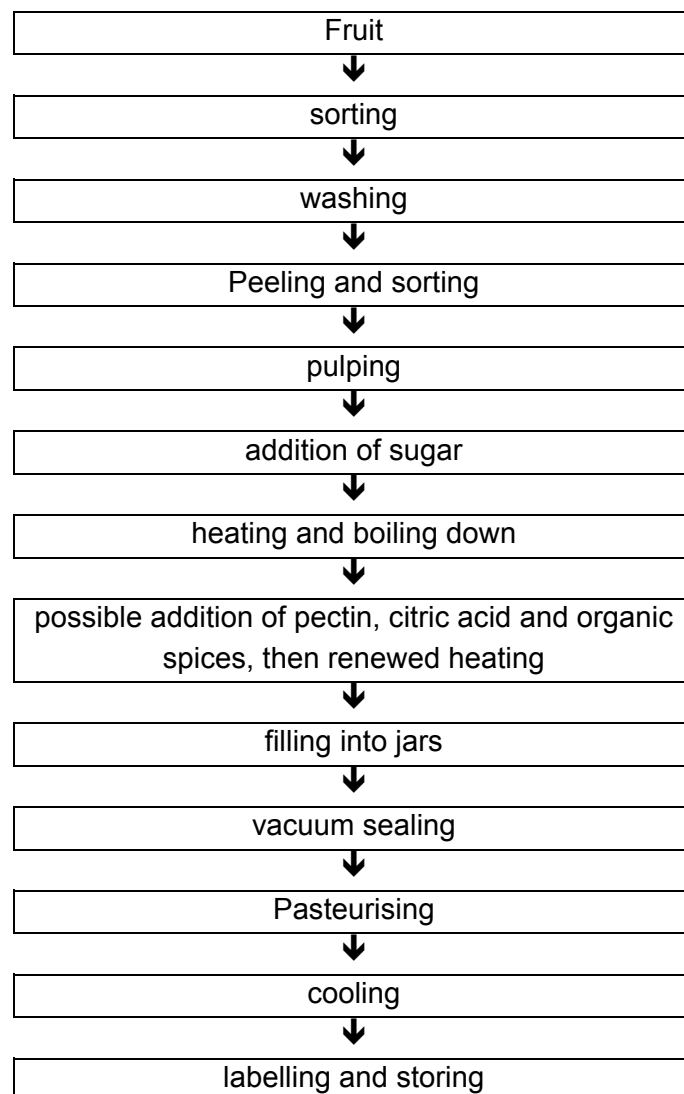 Fruit
sorting
washing
Peeling and sorting
pulping
addition of sugar
heating and boiling down
possible addition of pectin, citric acid and organic
spices, then renewed heating
filling into jars
vacuum sealing
Pasteurising
cooling
labelling and storing